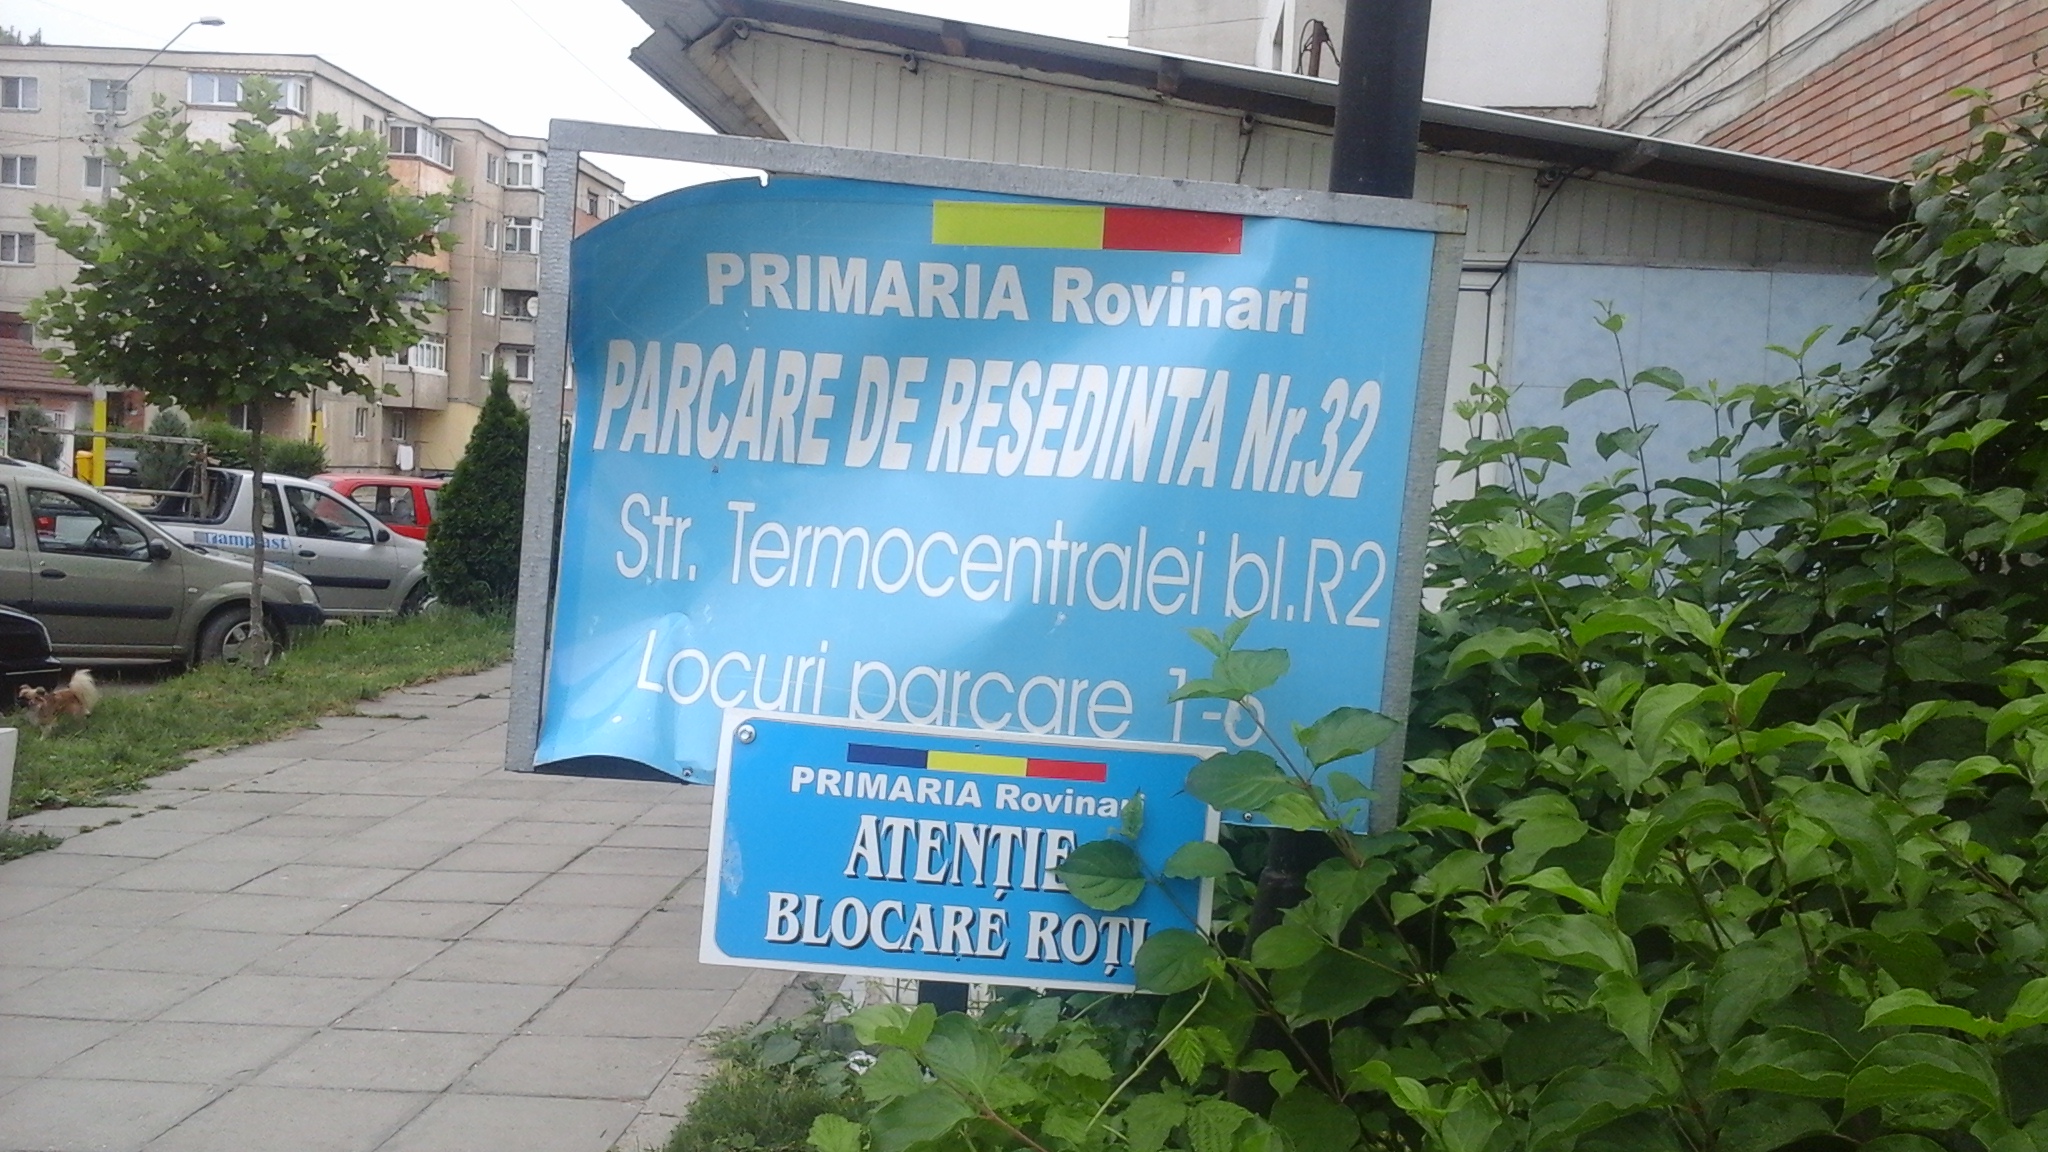 PRIMARIA Rovinari
PARCARE DE RESEDINTA Nr.32
Str. Termocentralei bl.R2
Locuri parcare 1-6
PRIMARIA Rovinari
ATENȚIE
BLOCARE ROȚI